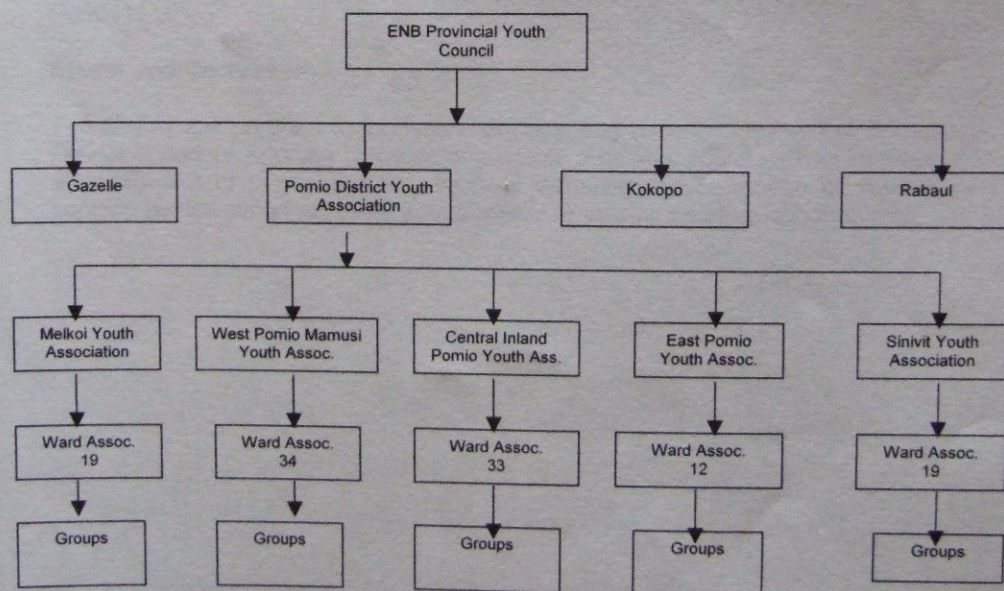 ENB Provincial Youth
Council
Gazelle
Pomio District Youth
Association
Kokopo
Rabaul
Melkoi Youth
Association
West Pomio Mamusi
Youth Assoc.
Central Inland
Pomio Youth Ass.
East Pomio
Youth Assoc.
Sinivit Youth
Association
Ward Assoc.
19
Ward Assoc.
34
Ward Assoc.
33
Ward Assoc.
12
Ward Assoc.
19
Groups
Groups
Groups
Groups
Groups